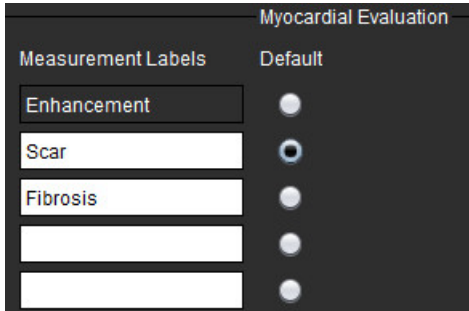 Myocardial Evaluation
Measurement Labels Default
Enhancement
Scar
Fibrosis